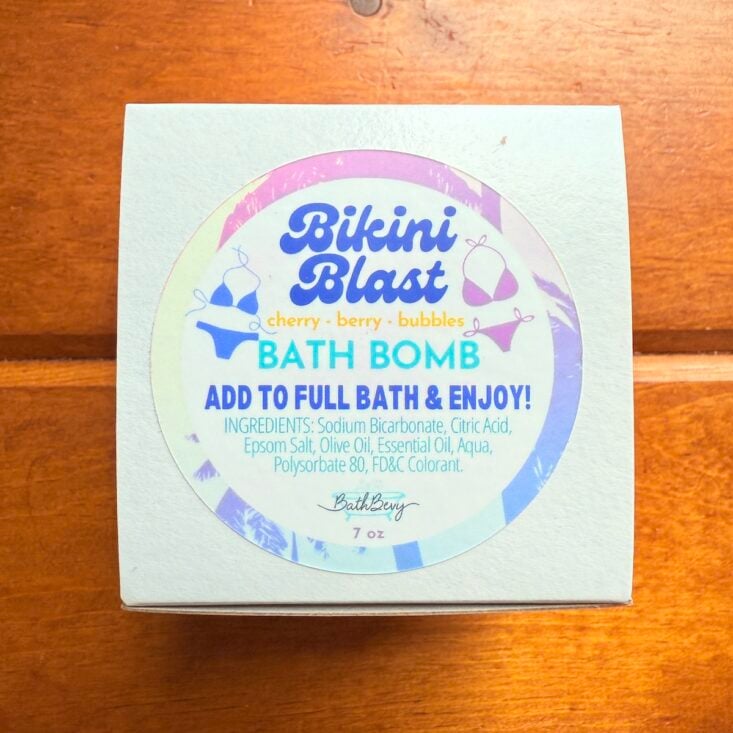 Bikini
Blast
cherry - berry - bubbles
BATH BOMB
ADD TO FULL BATH & ENJOY!
INGREDIENTS: Sodium Bicarbonate, Citric Acid,
Epsom Salt, Olive Oil, Essential Oil, Aqua,
Polysorbate 80, FD&C Colorant.
BathBevy
7 oz